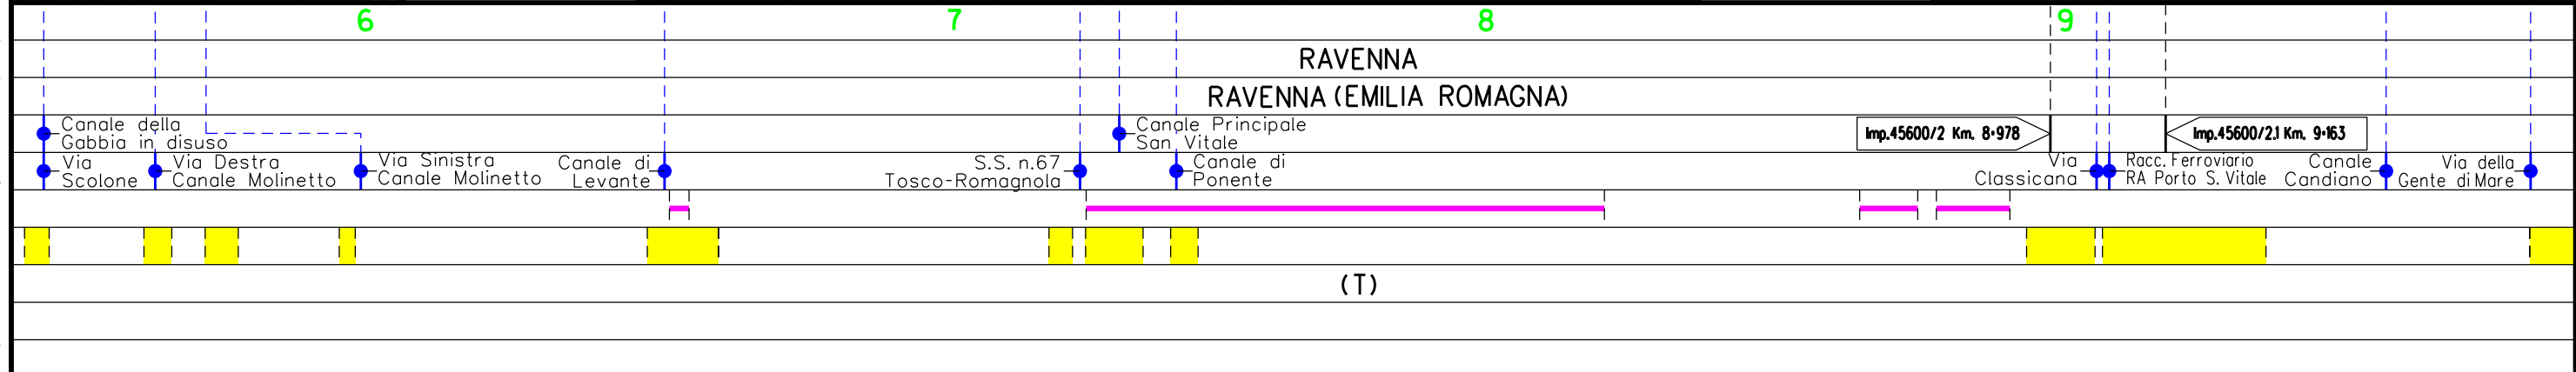 6 7 8 9
RAVENNA
RAVENNA (EMILIA ROMAGNA)
Canale della
Gabbia in disuso
Canale Principale
San Vitale
Imp.45600/2 Km. 8+978
Imp.45600/2.1 Km. 9+163
Via
Scolone
Via Destra
Canale Molinetto
Via Sinistra
Canale Molinetto
Canale di
Levante
S.S. n.67
Tosco-Romagnola
Canale di
Ponente
Via
Classicana
Racc. Ferroviario
RA Porto S. Vitale
Canale
Candiano
Via della
Gente di Mare
(T)